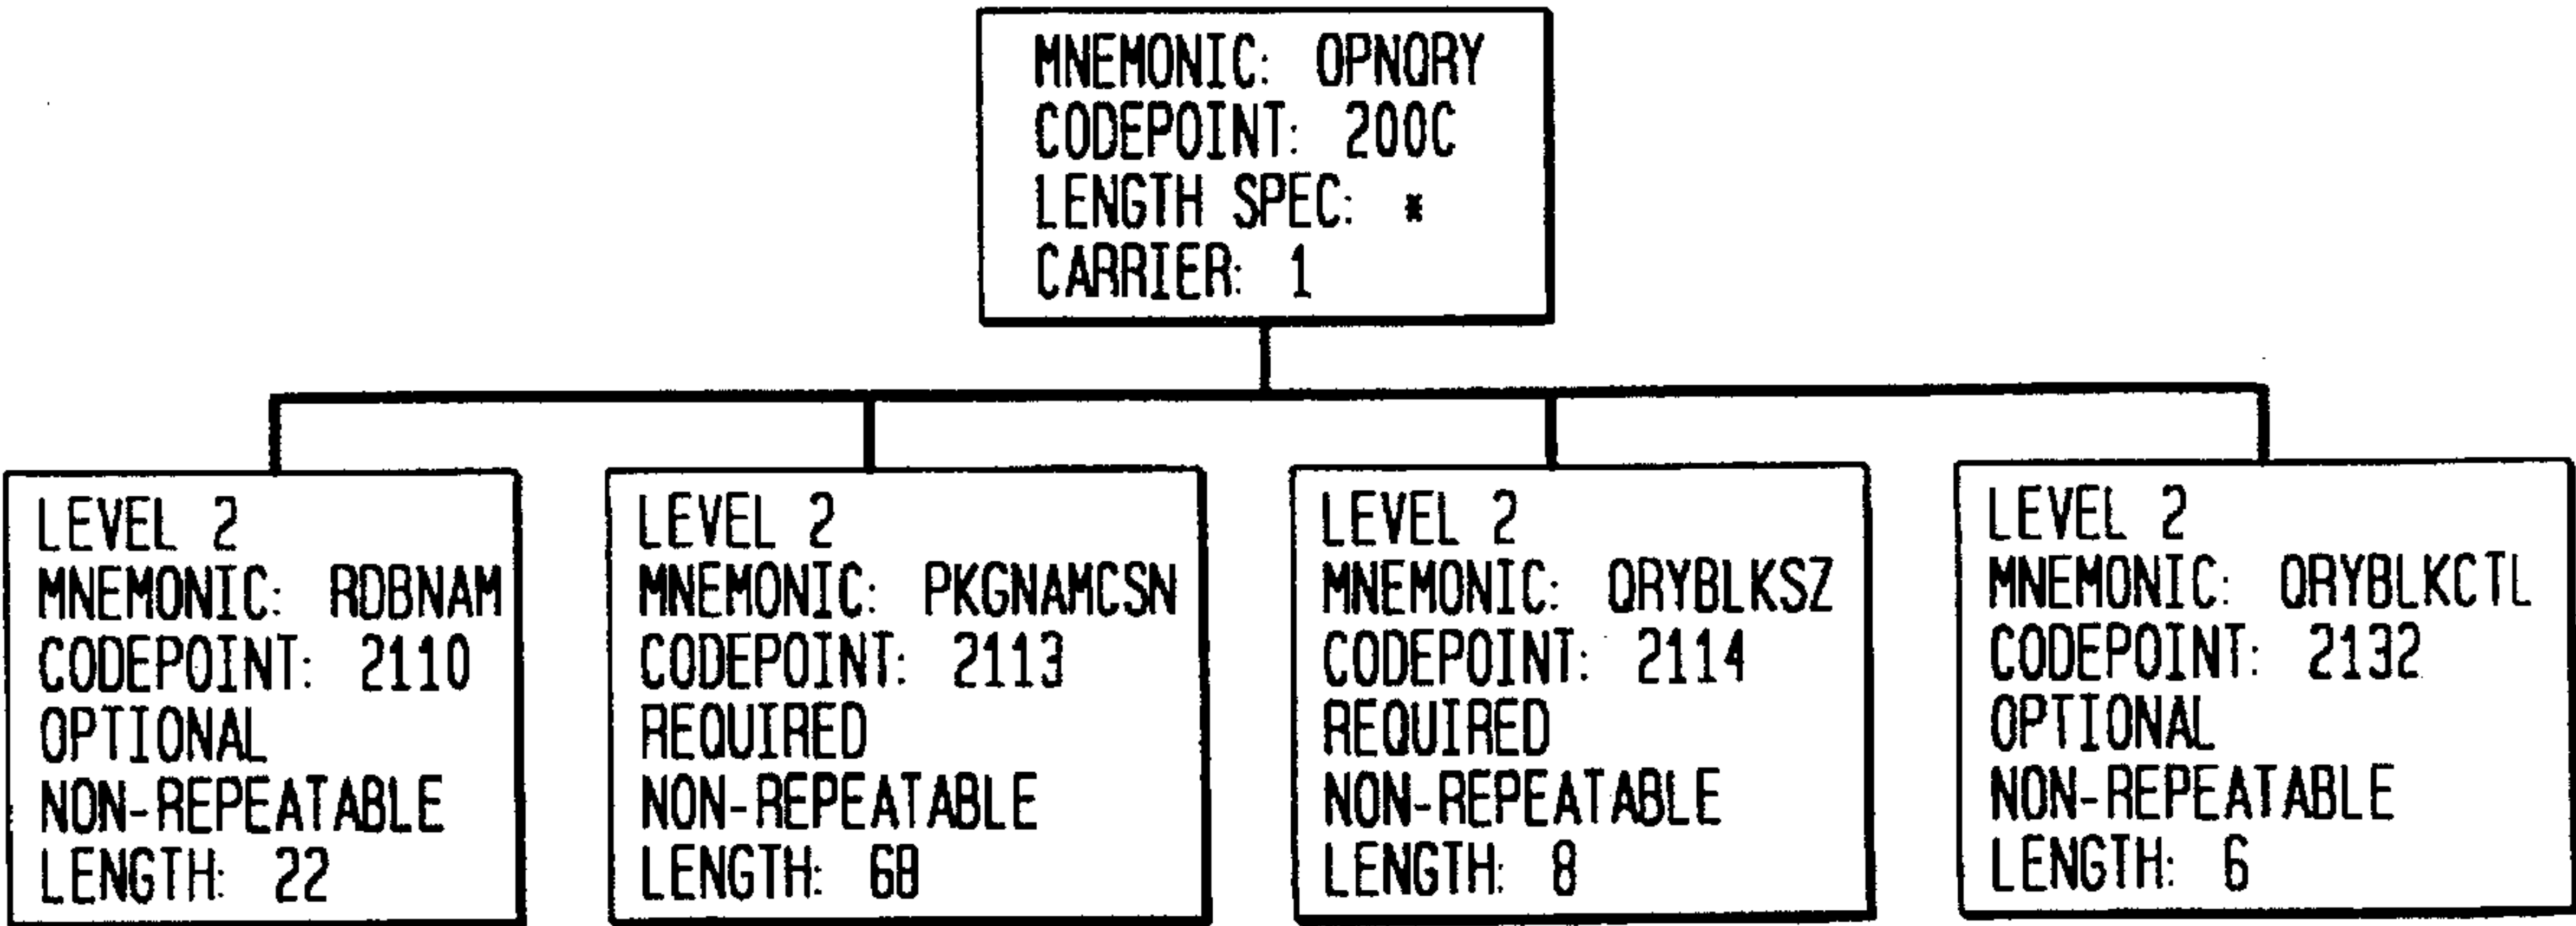 MNEMONIC: OPNQRY
CODEPOINT: 200C
LENGTH SPEC: *
CARRIER: 1
LEVEL 2
MNEMONIC: RDBNAM
CODEPOINT: 2110
OPTIONAL
NON-REPEATABLE
LENGTH: 22
LEVEL 2
MNEMONIC: PKGNAMCSN
CODEPOINT: 2113
REQUIRED
NON-REPEATABLE
LENGTH: 68
LEVEL 2
MNEMONIC: QRYBLKSZ
CODEPOINT: 2114
REQUIRED
NON-REPEATABLE
LENGTH: 8
LEVEL 2
MNEMONIC: QRYBLKCTL
CODEPOINT: 2132
OPTIONAL
NON-REPEATABLE
LENGTH: 6